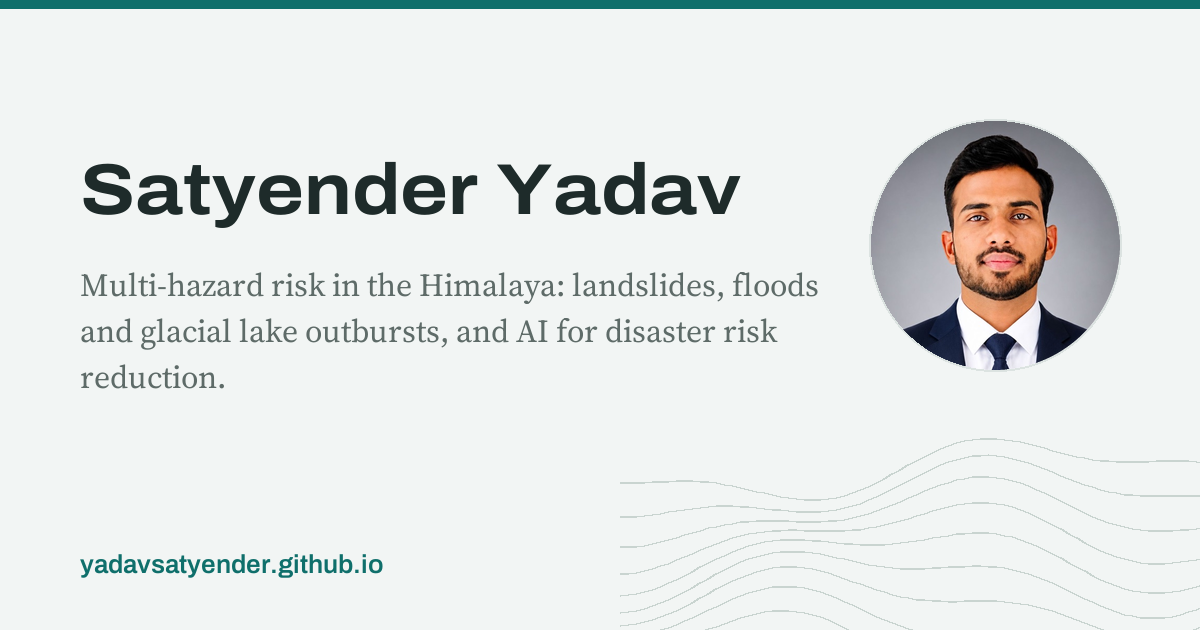 Satyender Yadav
Multi-hazard risk in the Himalaya: landslides, floods
and glacial lake outbursts, and AI for disaster risk
reduction.
yadavsatyender.github.io